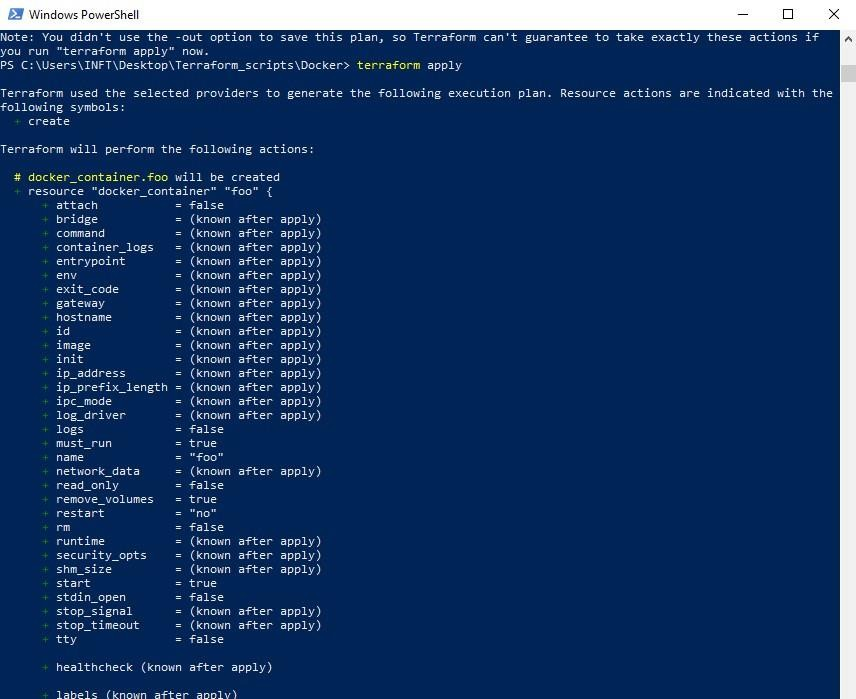 Windows PowerShell
Note: You didn't use the -out option to save this plan, so Terraform can't guarantee to take exactly these actions if
you run "terraform apply" now.
PS C:\Users\INFT\Desktop\Terraform_scripts\Docker> terraform apply
Terraform used the selected providers to generate the following execution plan. Resource actions are indicated with the
following symbols:
+ create
Terraform will perform the following actions:
# docker_container.foo will be created
+ resource "docker_container" "foo" {
+ attach = false
+ bridge = (known after apply)
+ command = (known after apply)
+ container_logs = (known after apply)
+ entrypoint = (known after apply)
+ env = (known after apply)
+ exit_code = (known after apply)
+ gateway = (known after apply)
+ hostname = (known after apply)
+ id = (known after apply)
+ image = (known after apply)
+ init = (known after apply)
+ ip_address = (known after apply)
+ ip_prefix_length = (known after apply)
+ ipc_mode = (known after apply)
+ log_driver = (known after apply)
+ logs = false
+ must_run = true
+ name = "foo"
+ network_data = (known after apply)
+ read_only = false
+ remove_volumes = true
+ restart = "no"
+ rm = false
+ runtime = (known after apply)
+ security_opts = (known after apply)
+ shm_size = (known after apply)
+ start = true
+ stdin_open = false
+ stop_signal = (known after apply)
+ stop_timeout = (known after apply)
+ tty = false
+ healthcheck (known after apply)
+ labels (known after apply)